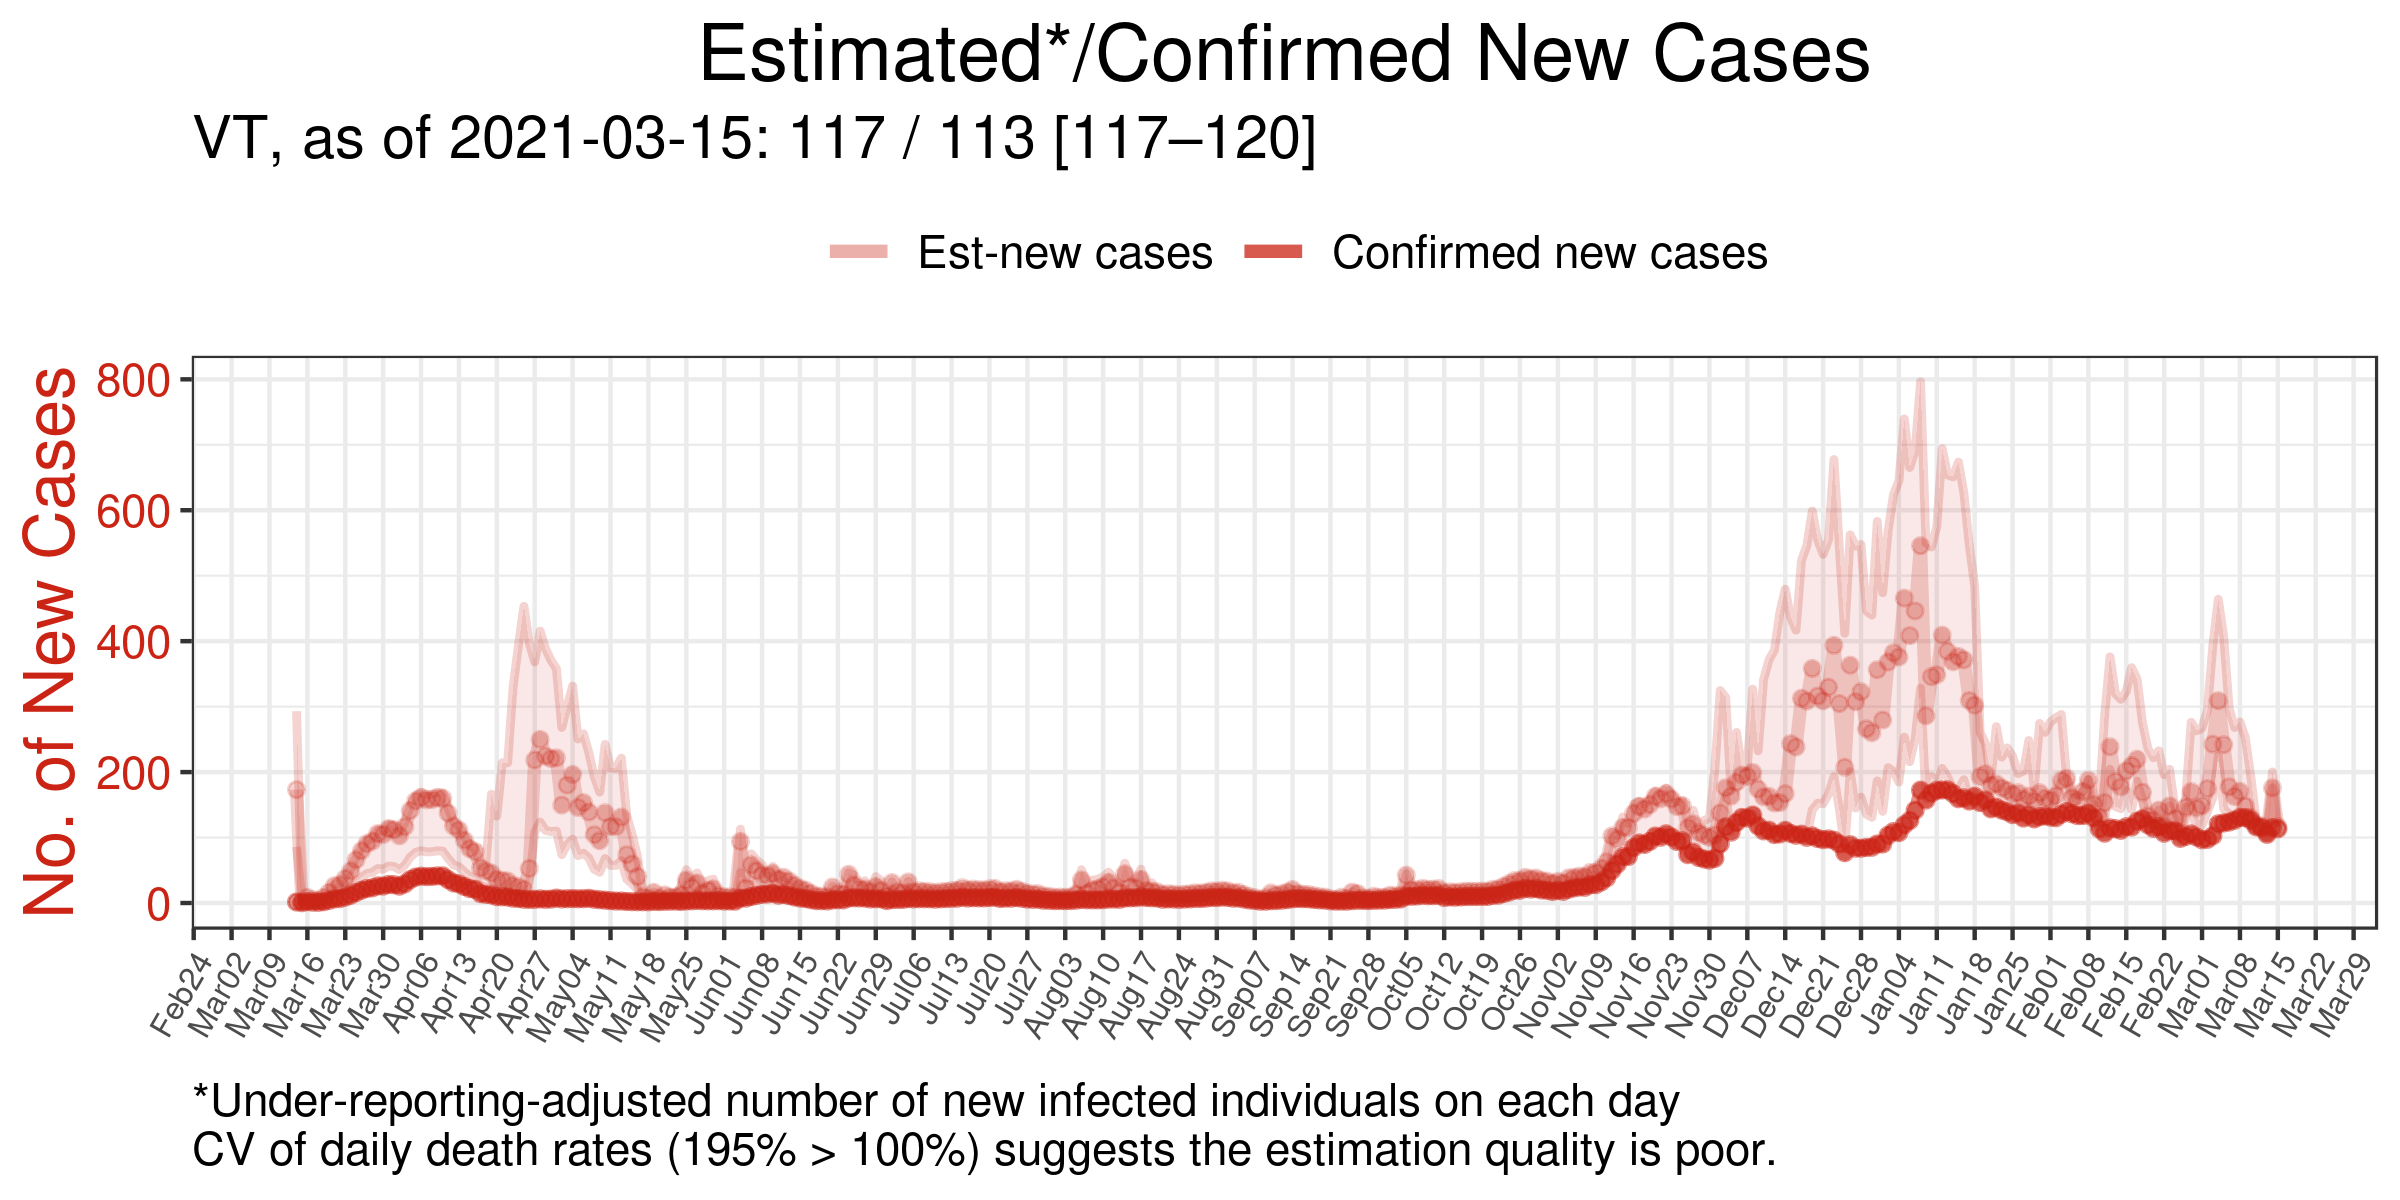 Estimated*/Confirmed New Cases
VT, as of 2021-03-15: 117 / 113 [117–120]
Est-new cases
Confirmed new cases
No. of New Cases
800
600
400
200
0
Feb24
Mar02
Mar09
Mar16
Mar23
Mar30
Apr06
Apr13
Apr20
Apr27
May04
May11
May18
May25
Jun01
Jun08
Jun15
Jun22
Jun29
Jul06
Jul13
Jul20
Jul27
Aug03
Aug10
Aug17
Aug24
Aug31
Sep07
Sep14
Sep21
Sep28
Oct05
Oct12
Oct19
Oct26
Nov02
Nov09
Nov16
Nov23
Nov30
Dec07
Dec14
Dec21
Dec28
Jan04
Jan11
Jan18
Jan25
Feb01
Feb08
Feb15
Feb22
Mar01
Mar08
Mar15
Mar22
Mar29
*Under-reporting-adjusted number of new infected individuals on each day
CV of daily death rates (195% > 100%) suggests the estimation quality is poor.